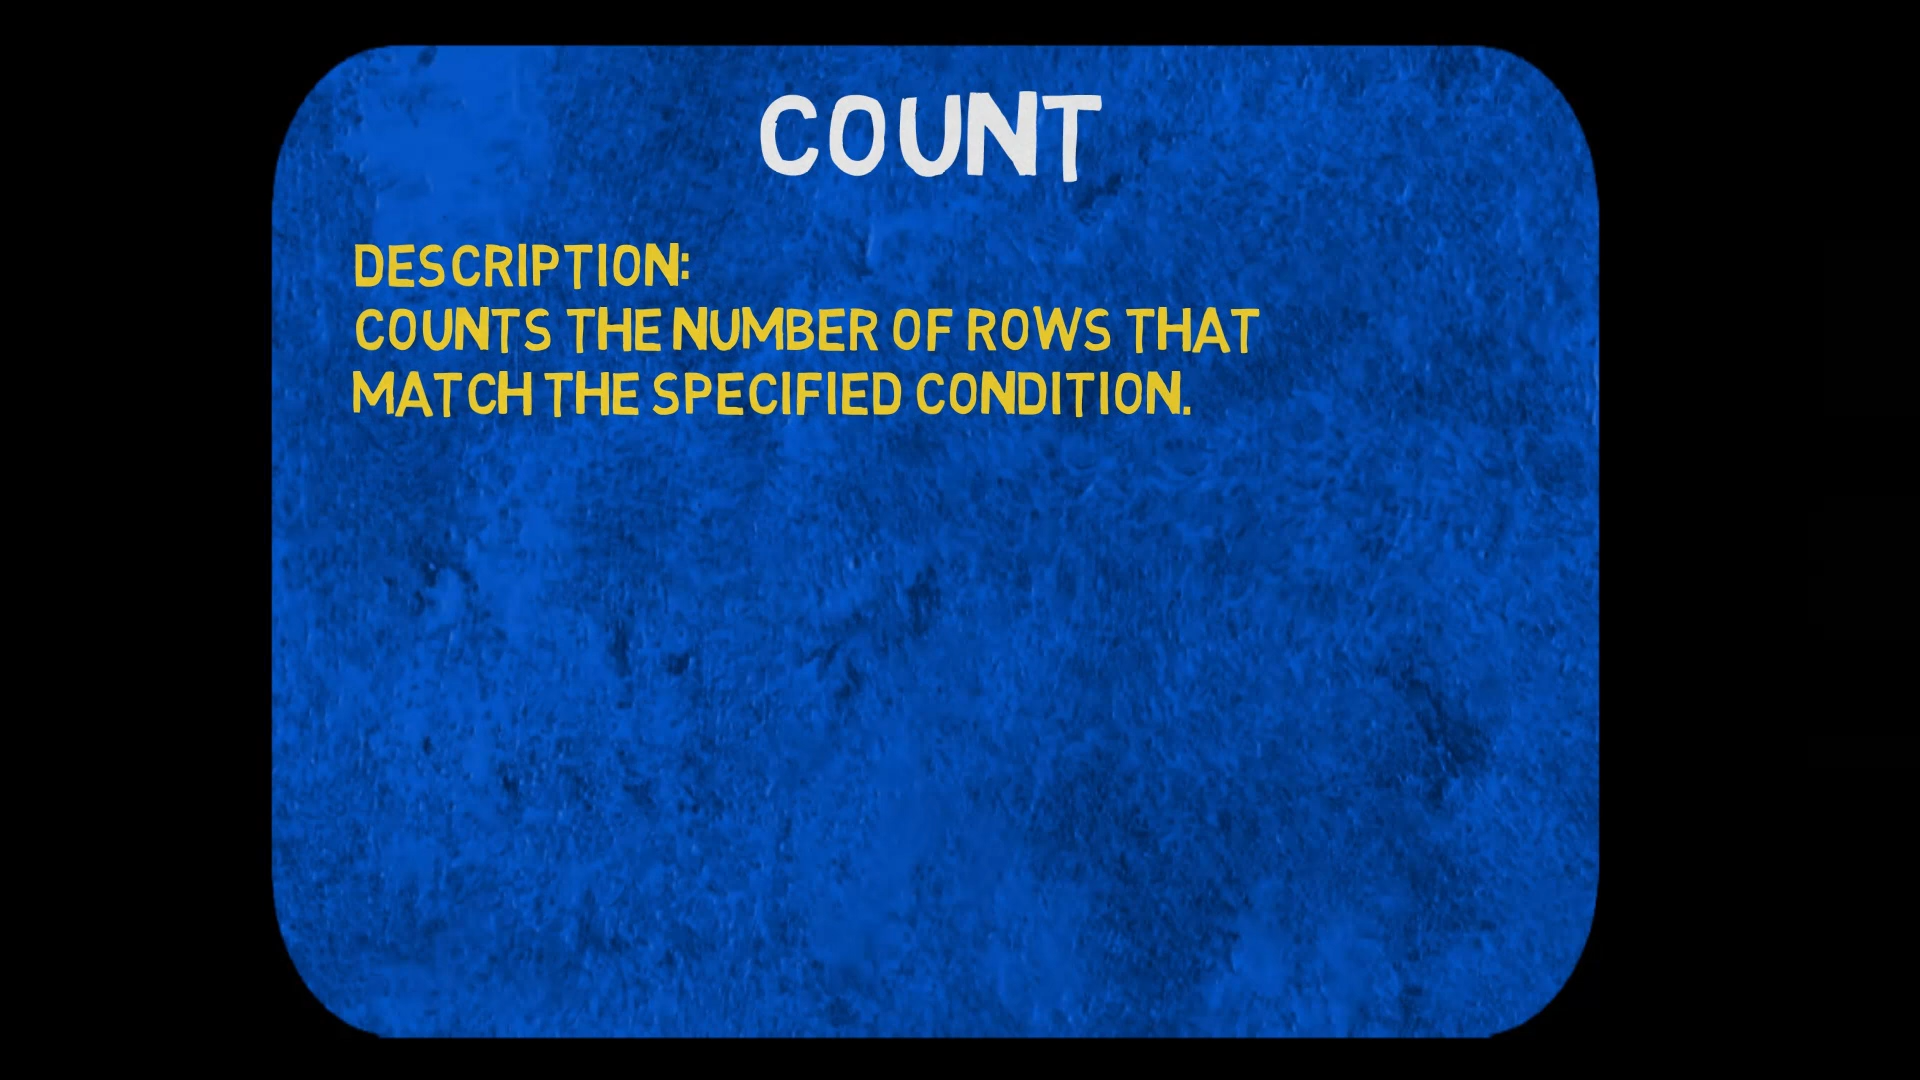 COUNT
DESCRIPTION:
COUNTS THE NUMBER OF ROWS THAT
MATCH THE SPECIFIED CONDITION.